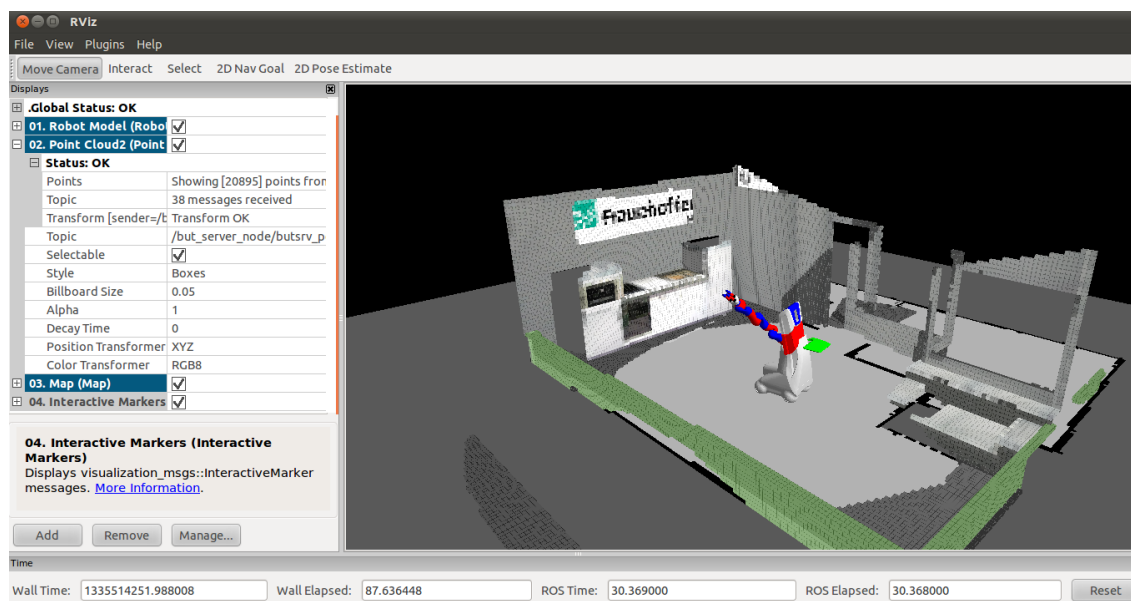 RViz
File View Plugins Help
Move Camera Interact Select 2D Nav Goal 2D Pose Estimate
Displays
.Global Status: OK
01. Robot Model (Robo
02. Point Cloud2 (Point
Status: OK
Points Showing [20895] points from
Topic 38 messages received
Transform [sender=/b Transform OK
Topic /but_server_node/butsrv_p
Selectable
Style Boxes
Billboard Size 0.05
Alpha 1
Decay Time 0
Position Transformer XYZ
Color Transformer RGB8
03. Map (Map)
04. Interactive Markers
Fraunhofer
04. Interactive Markers (Interactive
Markers)
Displays visualization_msgs::InteractiveMarker
messages. More Information.
Add Remove Manage...
Time
Wall Time: 1335514251.988008 Wall Elapsed: 87.636448 ROS Time: 30.369000 ROS Elapsed: 30.368000 Reset